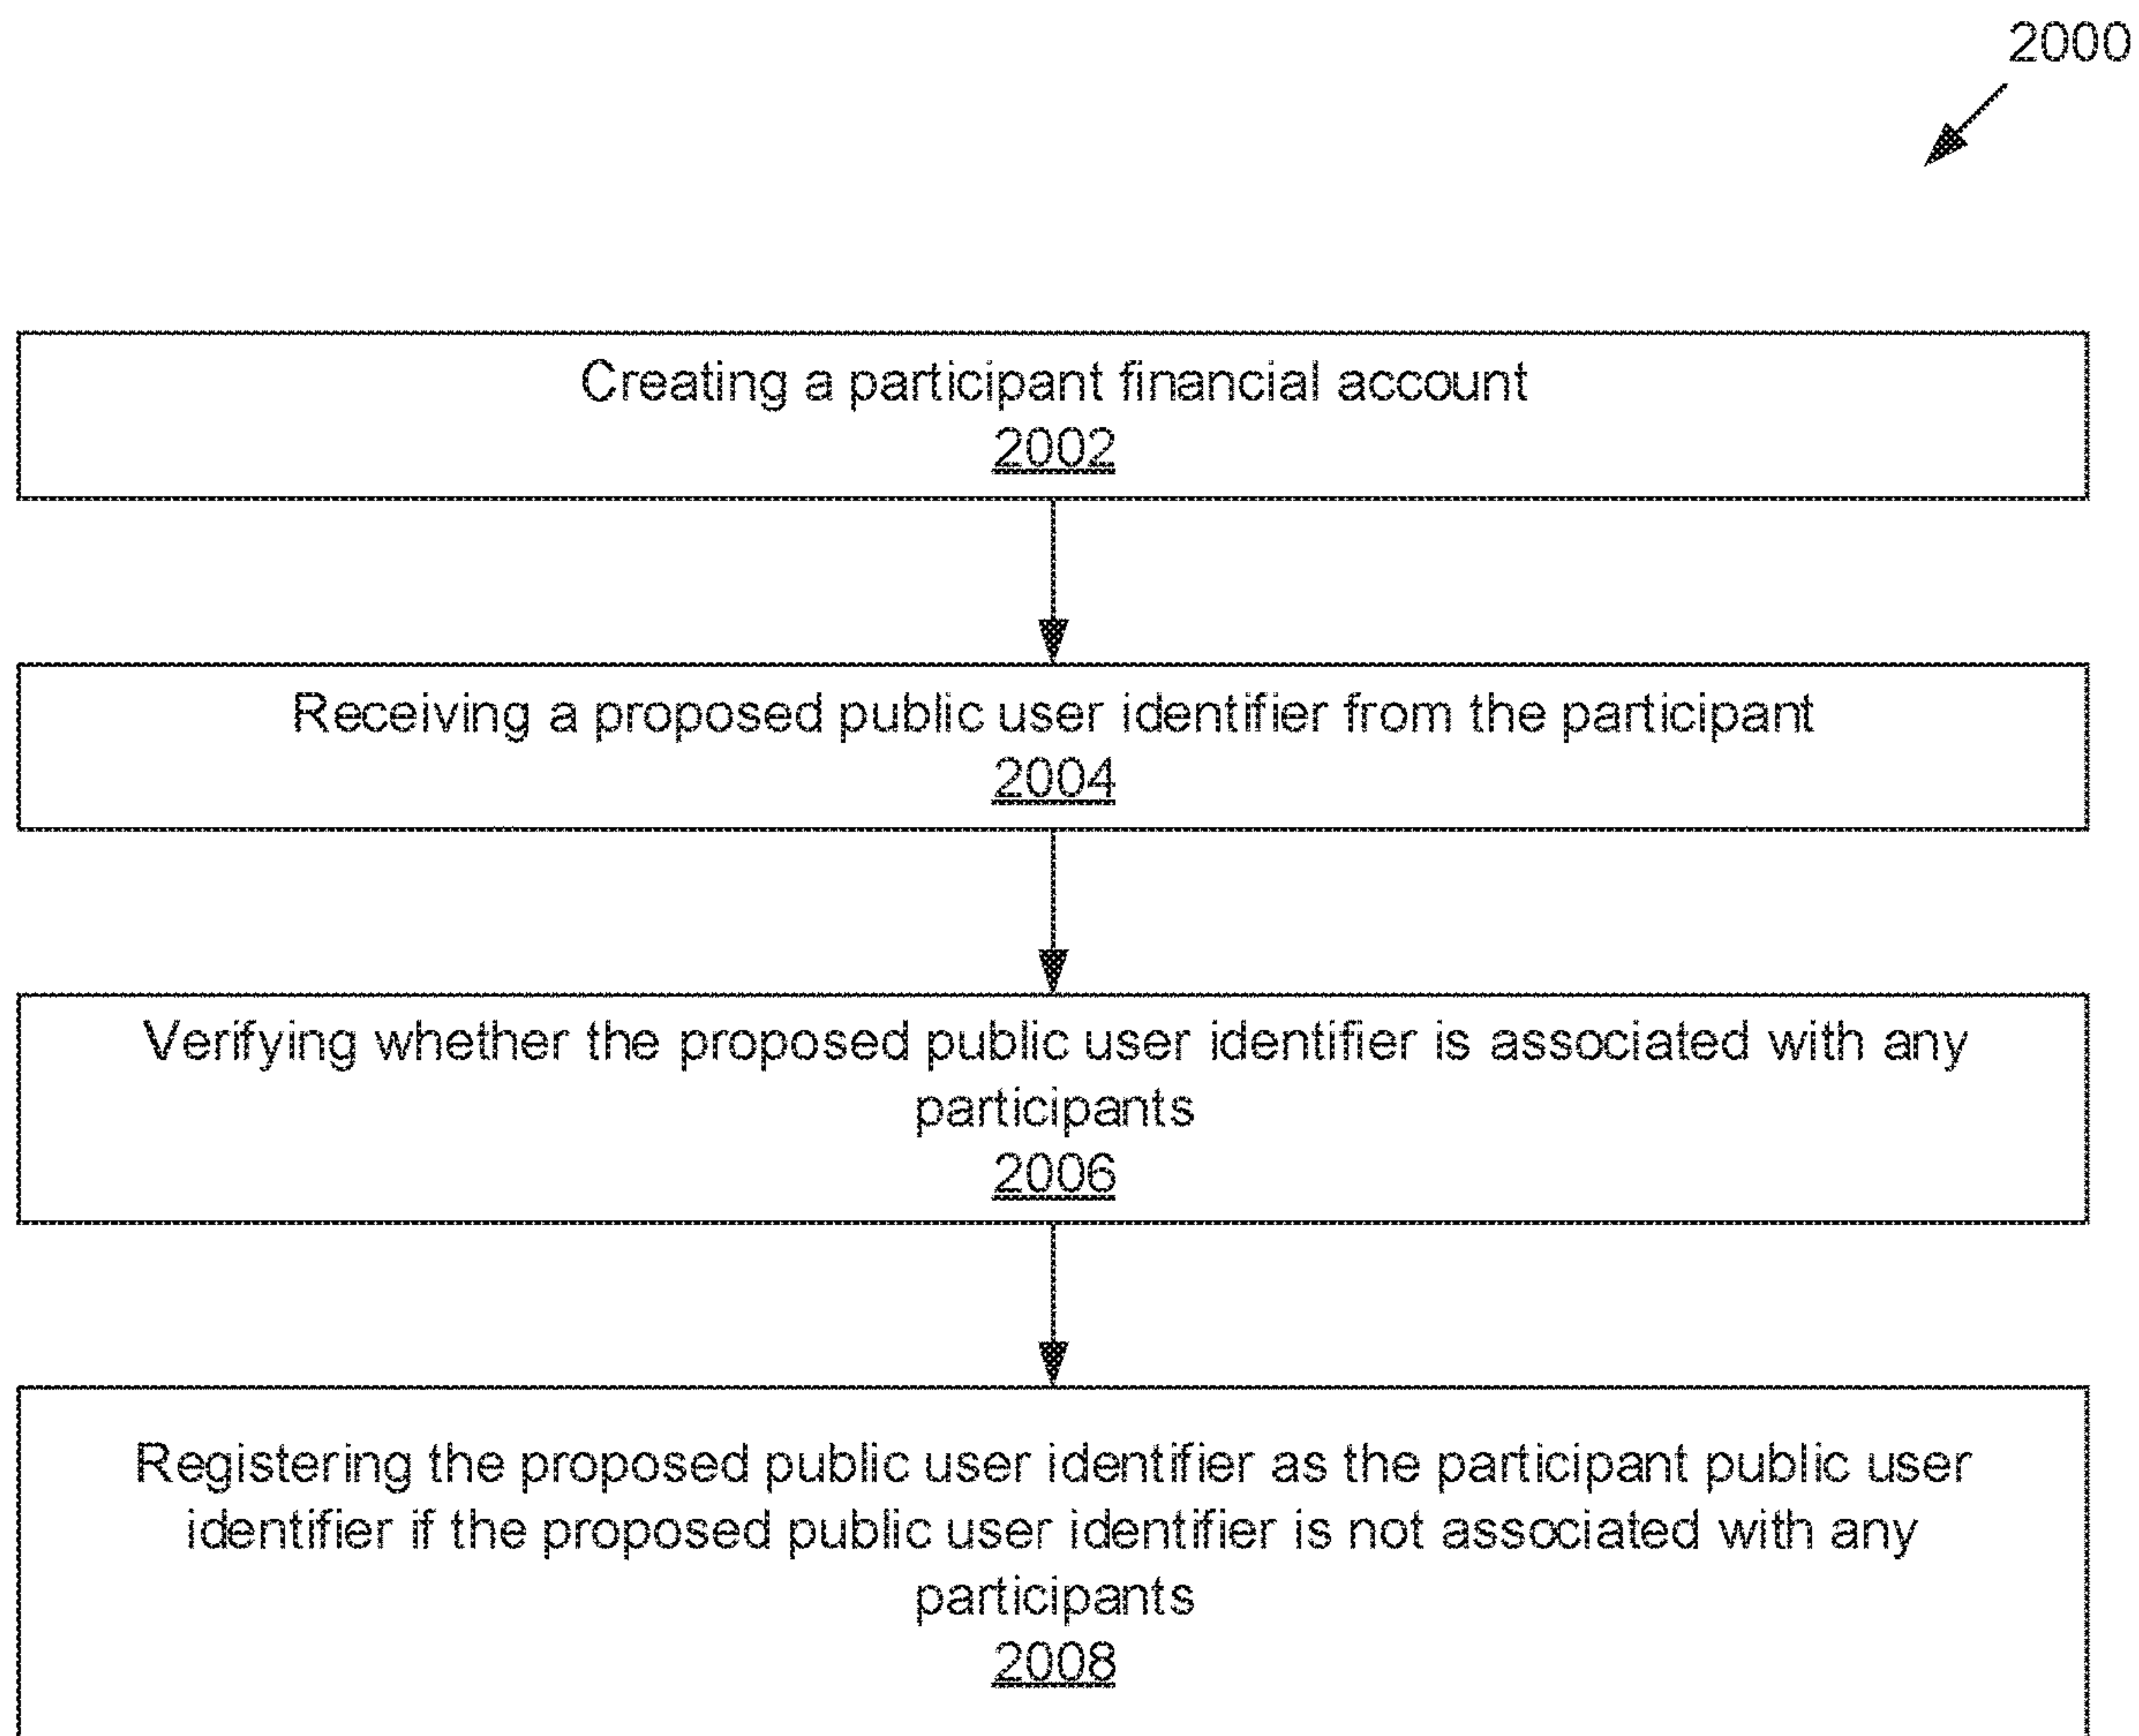 2000
Creating a participant financial account
2002
Receiving a proposed public user identifier from the participant
2004
Verifying whether the proposed public user identifier is associated with any
participants
2006
Registering the proposed public user identifier as the participant public user
identifier if the proposed public user identifier is not associated with any
participants
2008